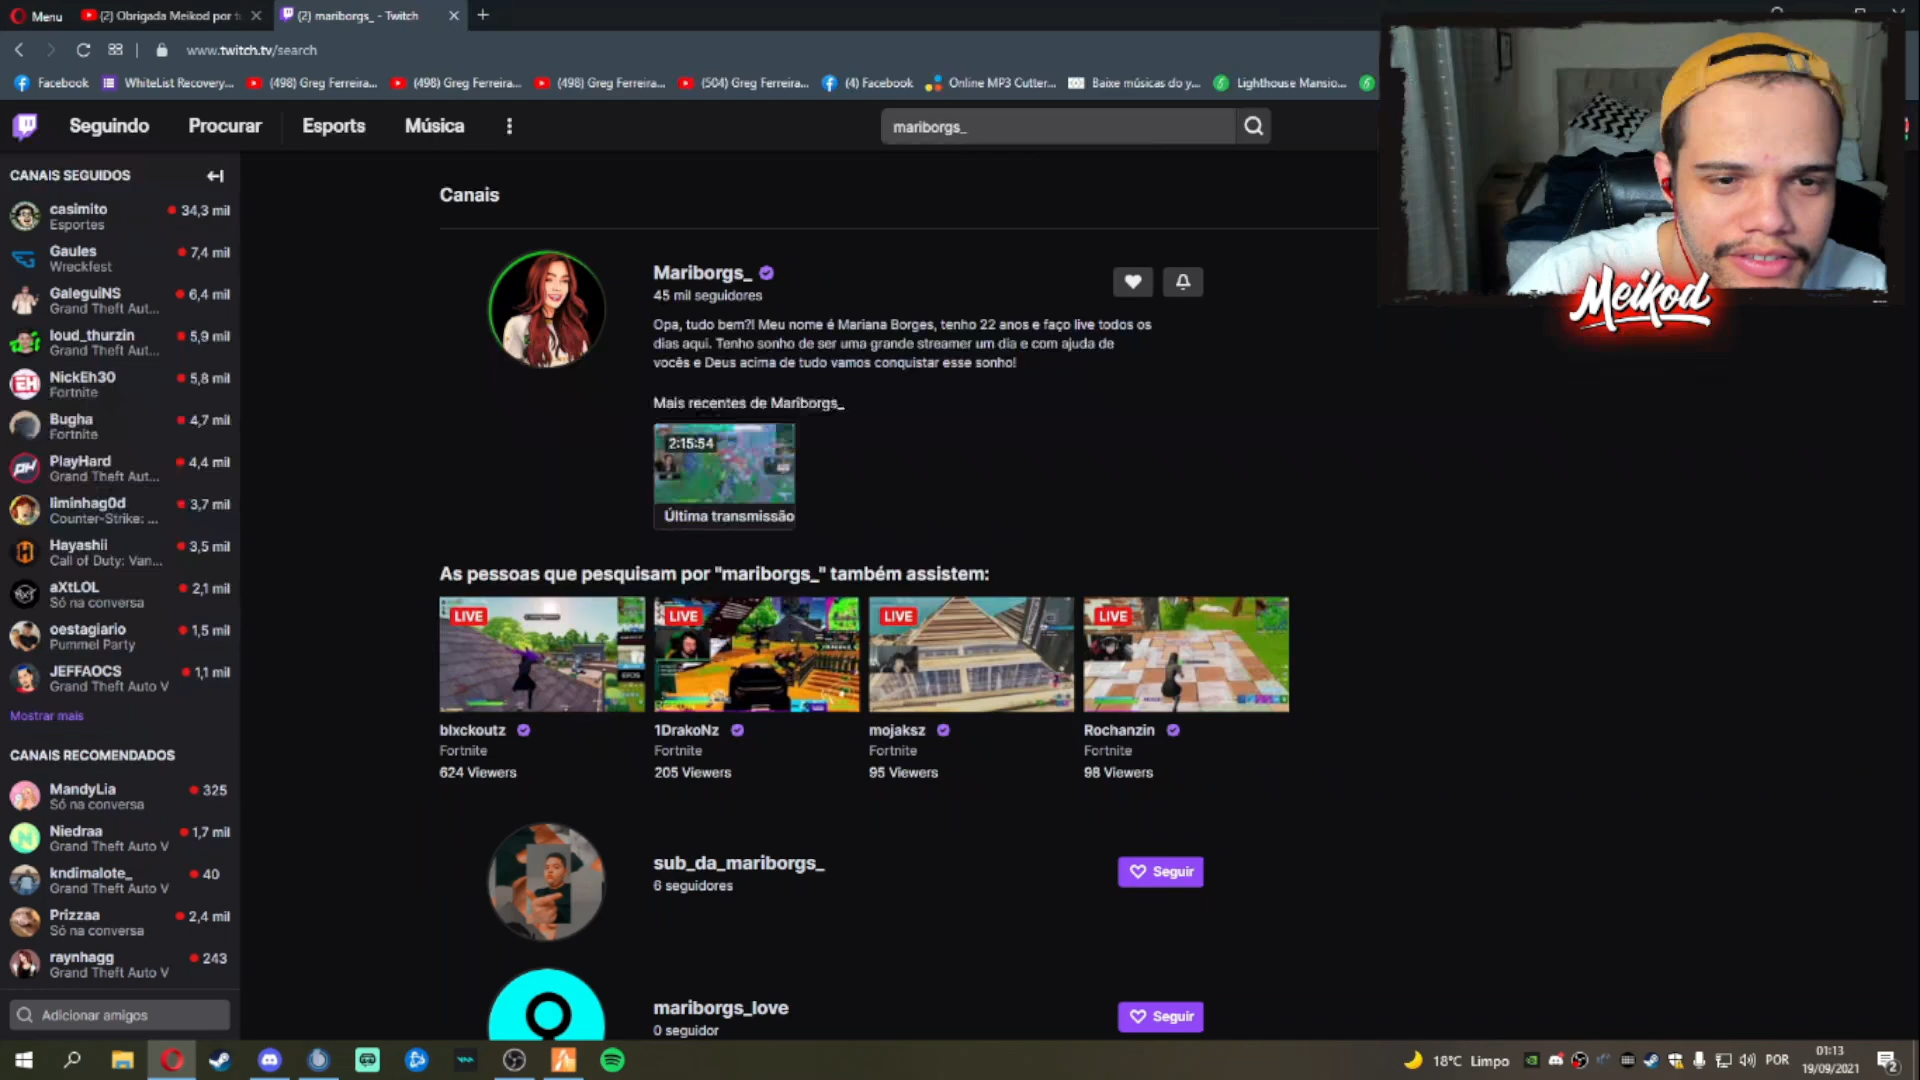 Menu
(2) Obrigada Meikod por t
(2) mariborgs_ - Twitch
www.twitch.tv/search
Facebook
WhiteList Recovery...
(498) Greg Ferreira...
(498) Greg Ferreira...
(498) Greg Ferreira...
(504) Greg Ferreira...
(4) Facebook
Online MP3 Cutter...
Baixe músicas do y...
Lighthouse Mansio...
Seguindo
Procurar
Esports
Música
mariborgs_
Meikod
CANAIS SEGUIDOS
casimito
34,3 mil
Esportes
Gaules
7,4 mil
Wreckfest
GaleguiNS
6,4 mil
Grand Theft Aut...
loud_thurzin
5,9 mil
Grand Theft Aut...
NickEh30
5,8 mil
Fortnite
Bugha
4,7 mil
Fortnite
PlayHard
4,4 mil
Grand Theft Aut...
liminhag0d
3,7 mil
Counter-Strike: ...
Hayashii
3,5 mil
Call of Duty: Van...
aXtLOL
2,1 mil
Só na conversa
oestagiario
1,5 mil
Pummel Party
JEFFAOCS
1,1 mil
Grand Theft Auto V
Mostrar mais
CANAIS RECOMENDADOS
MandyLia
325
Só na conversa
Niedraa
1,7 mil
Grand Theft Auto V
kndimalote_
40
Grand Theft Auto V
Prizzaa
2,4 mil
Só na conversa
raynhagg
243
Grand Theft Auto V
Adicionar amigos
Canais
Mariborgs_
45 mil seguidores
Opa, tudo bem?! Meu nome é Mariana Borges, tenho 22 anos e faço live todos os
dias aqui. Tenho sonho de ser uma grande streamer um dia e com ajuda de
vocês e Deus acima de tudo vamos conquistar esse sonho!
Mais recentes de Mariborgs_
2:15:54
Última transmissão
As pessoas que pesquisam por "mariborgs_" também assistem:
LIVE
LIVE
LIVE
LIVE
blxckoutz
Fortnite
624 Viewers
1DrakoNz
Fortnite
205 Viewers
mojaksz
Fortnite
95 Viewers
Rochanzin
Fortnite
98 Viewers
sub_da_mariborgs_
6 seguidores
Seguir
mariborgs_love
0 seguidor
Seguir
18°C Limpo
POR
01:13
19/09/2021
2